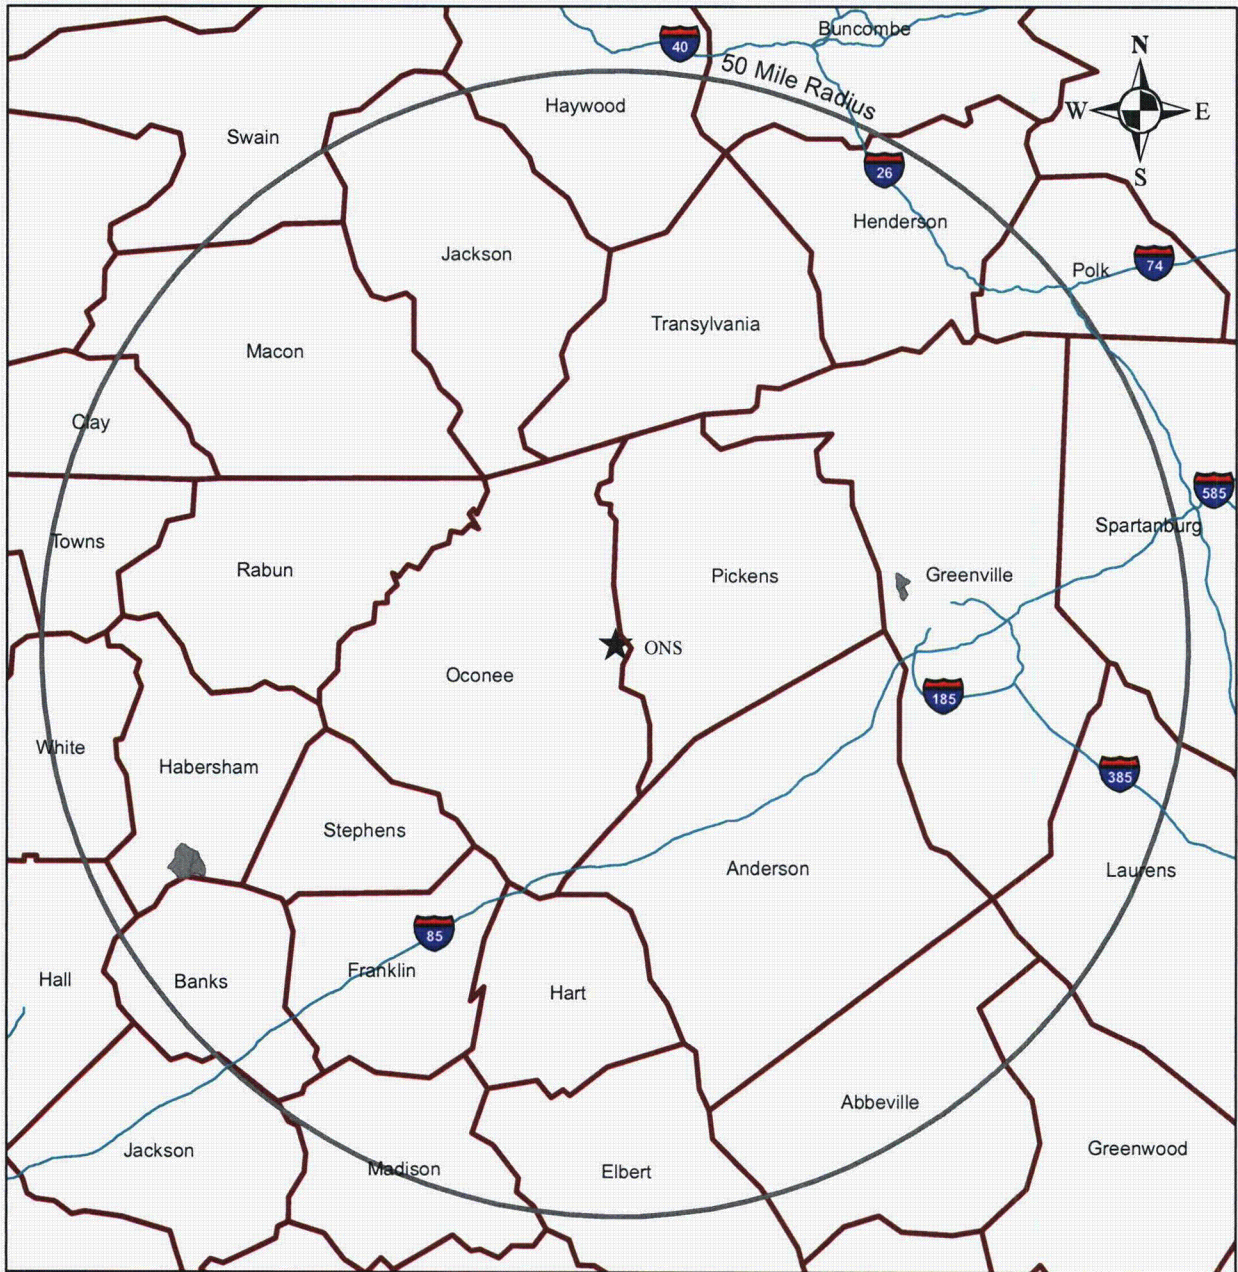 Buncombe
40
N
50 Mile Radius
Haywood
W
E
Swain
26
S
Henderson
Jackson
74
Polk
Transylvania
Macon
Clay
585
Spartanburg
Towns
Rabun
Pickens
Greenville
ONS
Oconee
185
White
Habersham
385
Stephens
Anderson
Laurens
85
Franklin
Hall
Banks
Hart
Abbeville
Jackson
Greenwood
Madison
Elbert